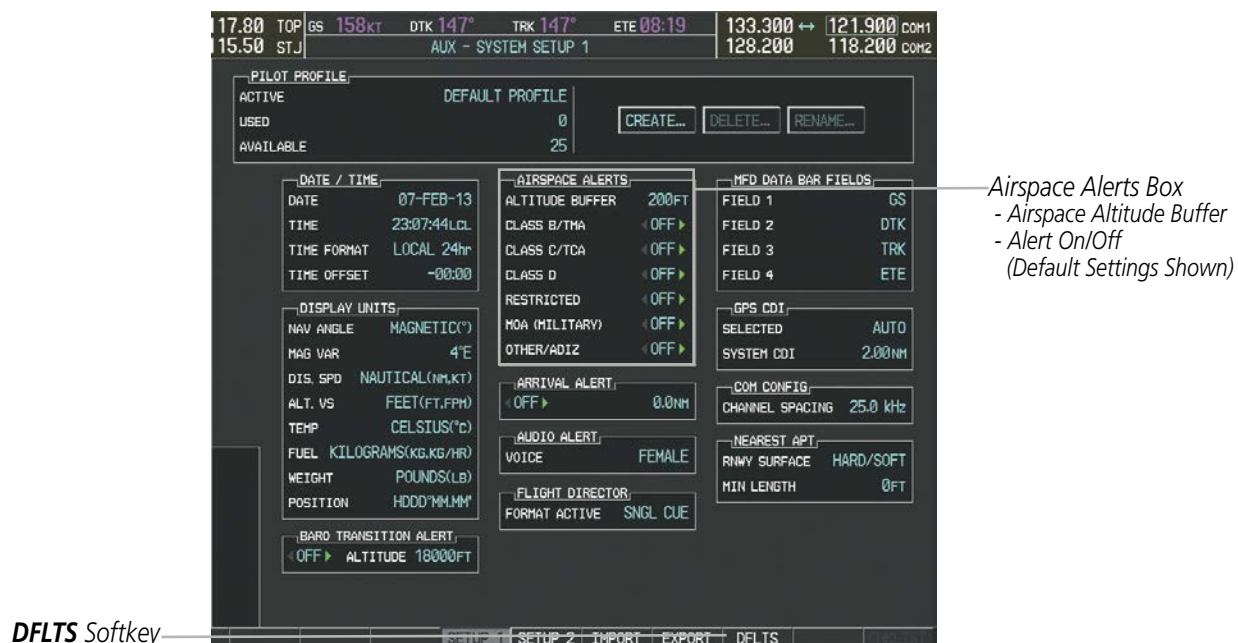 17.80 TOP GS 158KT DTK 147° TRK 147° ETE 08:19 133.300 ↔ 121.900 COM1
15.50 STJ AUX - SYSTEM SETUP 1 128.200 118.200 COM2
PILOT PROFILE
ACTIVE DEFAULT PROFILE
USED 0 CREATE… DELETE… RENAME…
AVAILABLE 25
DATE / TIME
DATE 07-FEB-13
TIME 23:07:44LCL
TIME FORMAT LOCAL 24hr
TIME OFFSET -00:00
DISPLAY UNITS
NAV ANGLE MAGNETIC(°)
MAG VAR 4°E
DIS, SPD NAUTICAL(NM,KT)
ALT, VS FEET(FT,FPM)
TEMP CELSIUS(°C)
FUEL KILOGRAMS(KG,KG/HR)
WEIGHT POUNDS(LB)
POSITION HDDD°MM.MM'
BARO TRANSITION ALERT
OFF ALTITUDE 18000FT
AIRSPACE ALERTS
ALTITUDE BUFFER 200FT
CLASS B/TMA OFF
CLASS C/TCA OFF
CLASS D OFF
RESTRICTED OFF
MOA (MILITARY) OFF
OTHER/ADIZ OFF
ARRIVAL ALERT
OFF 0.0NM
AUDIO ALERT
VOICE FEMALE
FLIGHT DIRECTOR
FORMAT ACTIVE SNGL CUE
MFD DATA BAR FIELDS
FIELD 1 GS
FIELD 2 DTK
FIELD 3 TRK
FIELD 4 ETE
GPS CDI
SELECTED AUTO
SYSTEM CDI 2.00NM
COM CONFIG
CHANNEL SPACING 25.0 kHz
NEAREST APT
RNWY SURFACE HARD/SOFT
MIN LENGTH 0FT
Airspace Alerts Box
- Airspace Altitude Buffer
- Alert On/Off
(Default Settings Shown)
DFLTS Softkey
SETUP 1 SETUP 2 IMPORT EXPORT DFLTS